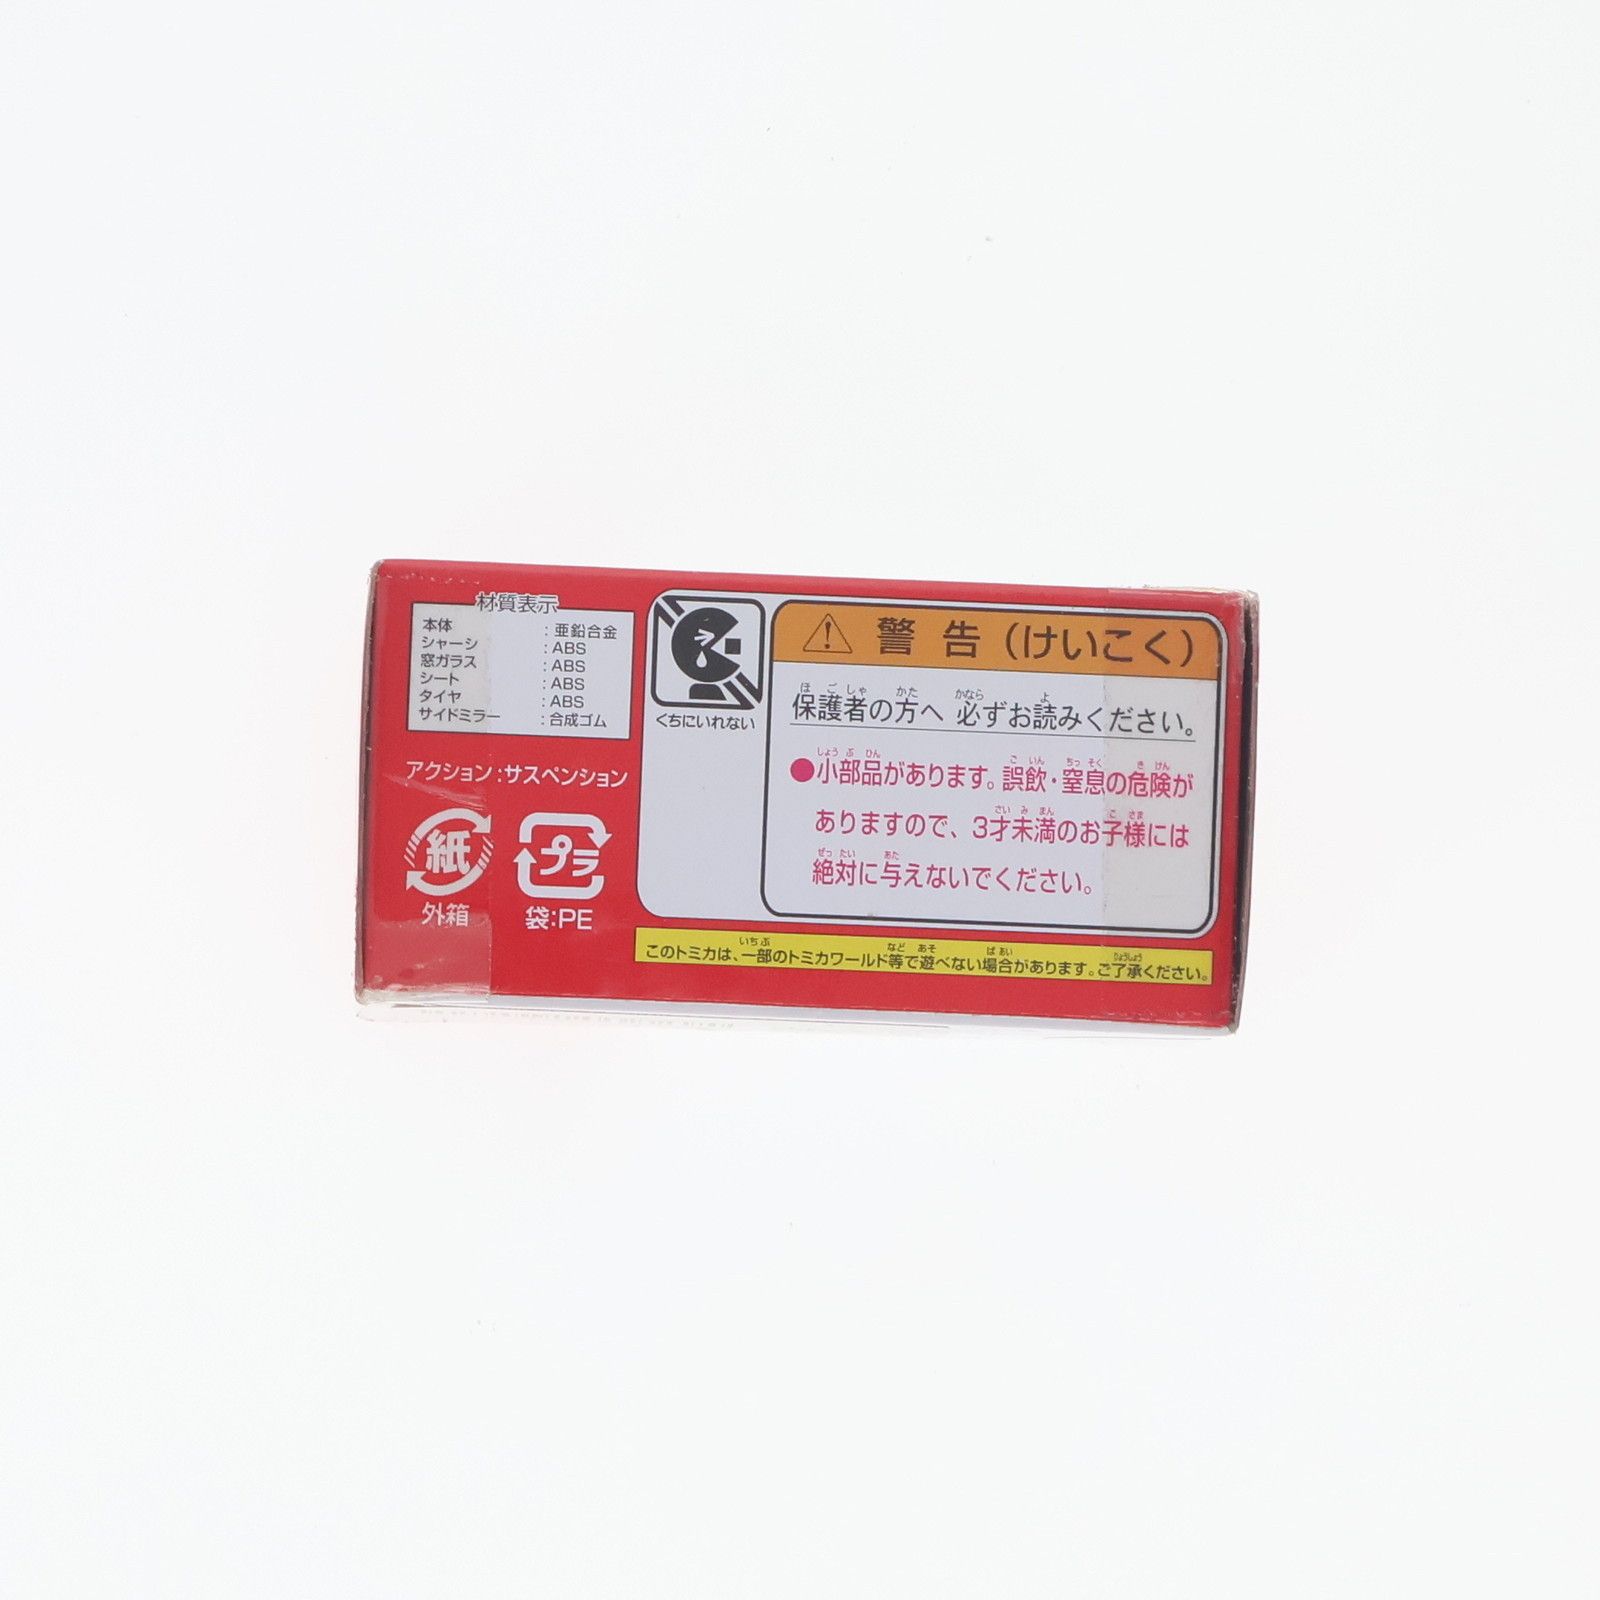 材質表示
本体 : 亜鉛合金
シャーシ : ABS
窓ガラス : ABS
シート : ABS
タイヤ : ABS
サイドミラー : 合成ゴム
アクション:サスペンション
紙
外箱
プラ
袋:PE
くちにいれない
警告(けいこく)
保護者の方へ 必ずお読みください。
●小部品があります。誤飲・窒息の危険が
ありますので、3才未満のお子様には
絶対に与えないでください。
このトミカは、一部のトミカワールド等で遊べない場合があります。ご了承ください。